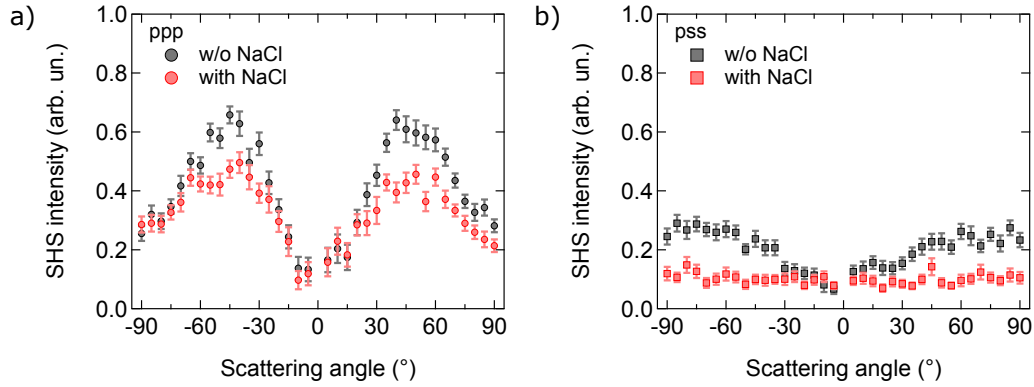 a)
ppp
w/o NaCl
with NaCl
SHS intensity (arb. un.)
1.0
0.8
0.6
0.4
0.2
0.0
-90 -60 -30 0 30 60 90
Scattering angle (°)
b)
pss
w/o NaCl
with NaCl
SHS intensity (arb. un.)
1.0
0.8
0.6
0.4
0.2
0.0
-90 -60 -30 0 30 60 90
Scattering angle (°)